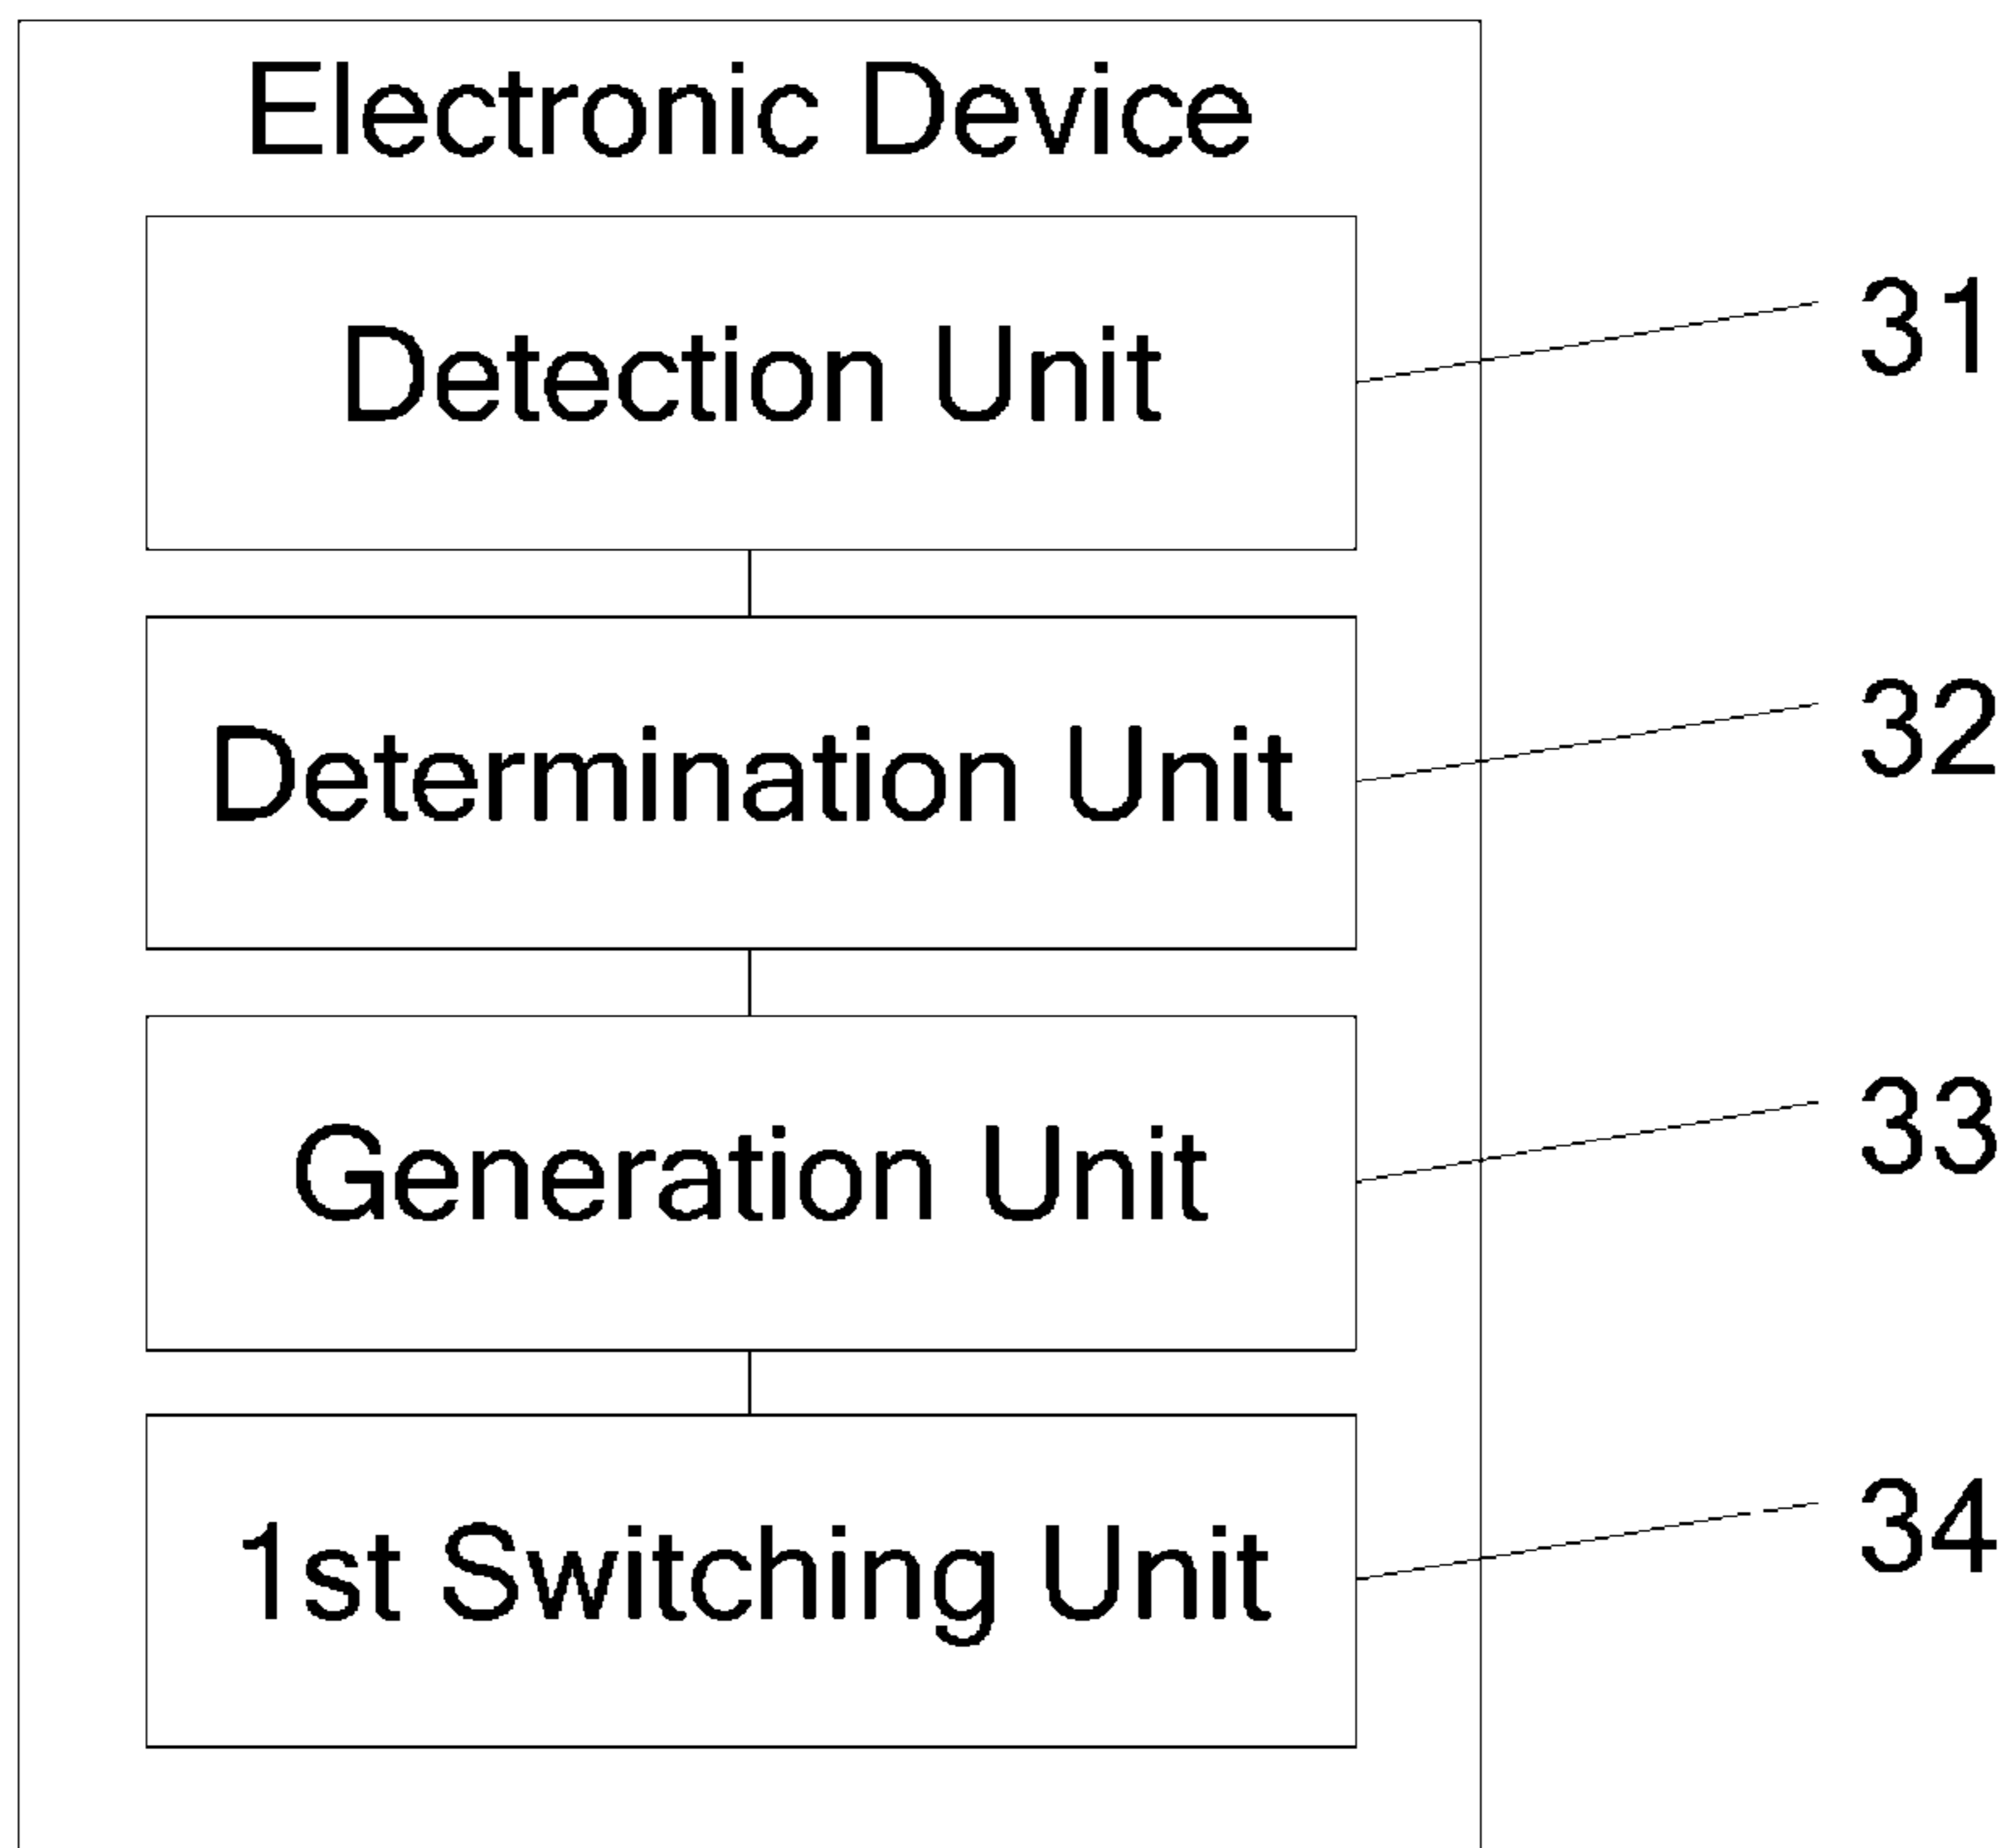 Electronic Device
Detection Unit
31
Determination Unit
32
Generation Unit
33
1st Switching Unit
34